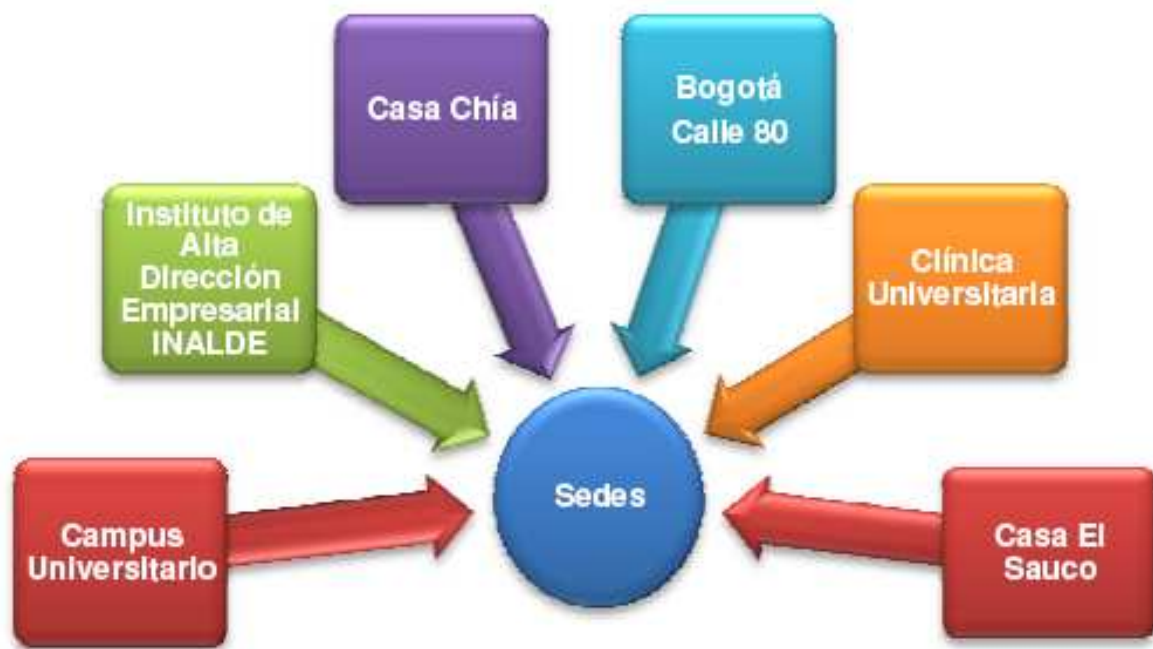 Casa Chía
Bogotá
Calle 80
Instituto de
Alta
Dirección
Empresarial
INALDE
Clínica
Universitaria
Campus
Universitario
Sedes
Casa El
Sauco